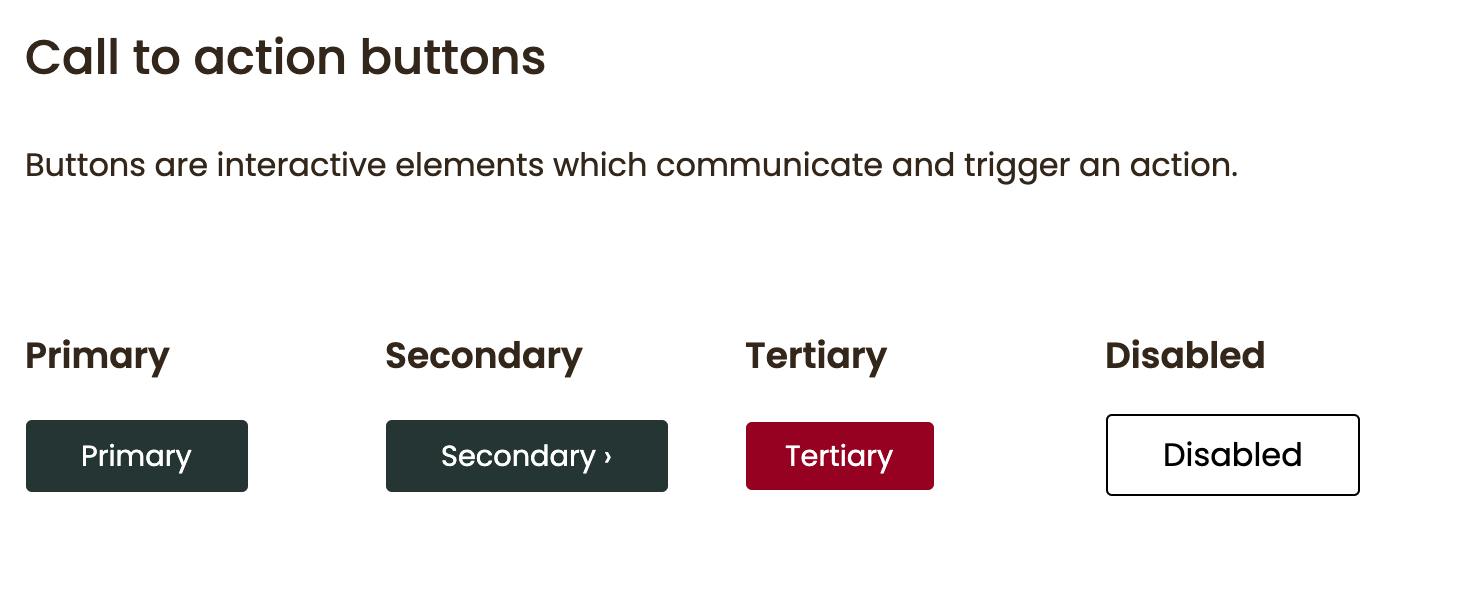 Call to action buttons
Buttons are interactive elements which communicate and trigger an action.
Primary Secondary Tertiary Disabled
Primary Secondary › Tertiary Disabled